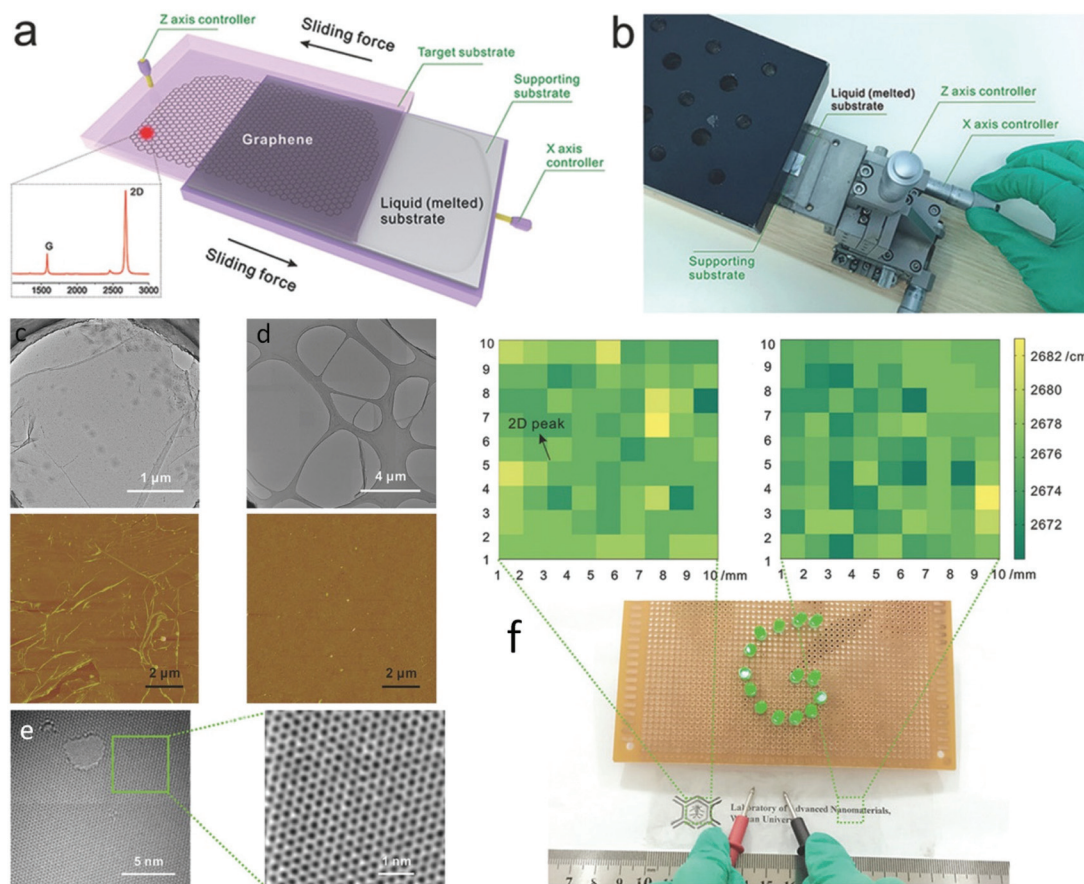 a
Z axis controller
Sliding force
Target substrate
Supporting
substrate
Graphene
X axis
controller
Liquid (melted)
substrate
Sliding force
2D
G
1500 2000 2500 3000
b
Liquid (melted)
substrate
Z axis controller
X axis controller
Supporting
substrate
c
1 μm
2 μm
d
4 μm
2 μm
10
9
8
7
6
5
4
3
2
1
2D peak
1 2 3 4 5 6 7 8 9 10 /mm
10
9
8
7
6
5
4
3
2
1
1 2 3 4 5 6 7 8 9 10 /mm
2682 /cm
2680
2678
2676
2674
2672
e
5 nm
1 nm
f
Laboratory of Advanced Nanomaterials,
7 8 9 10